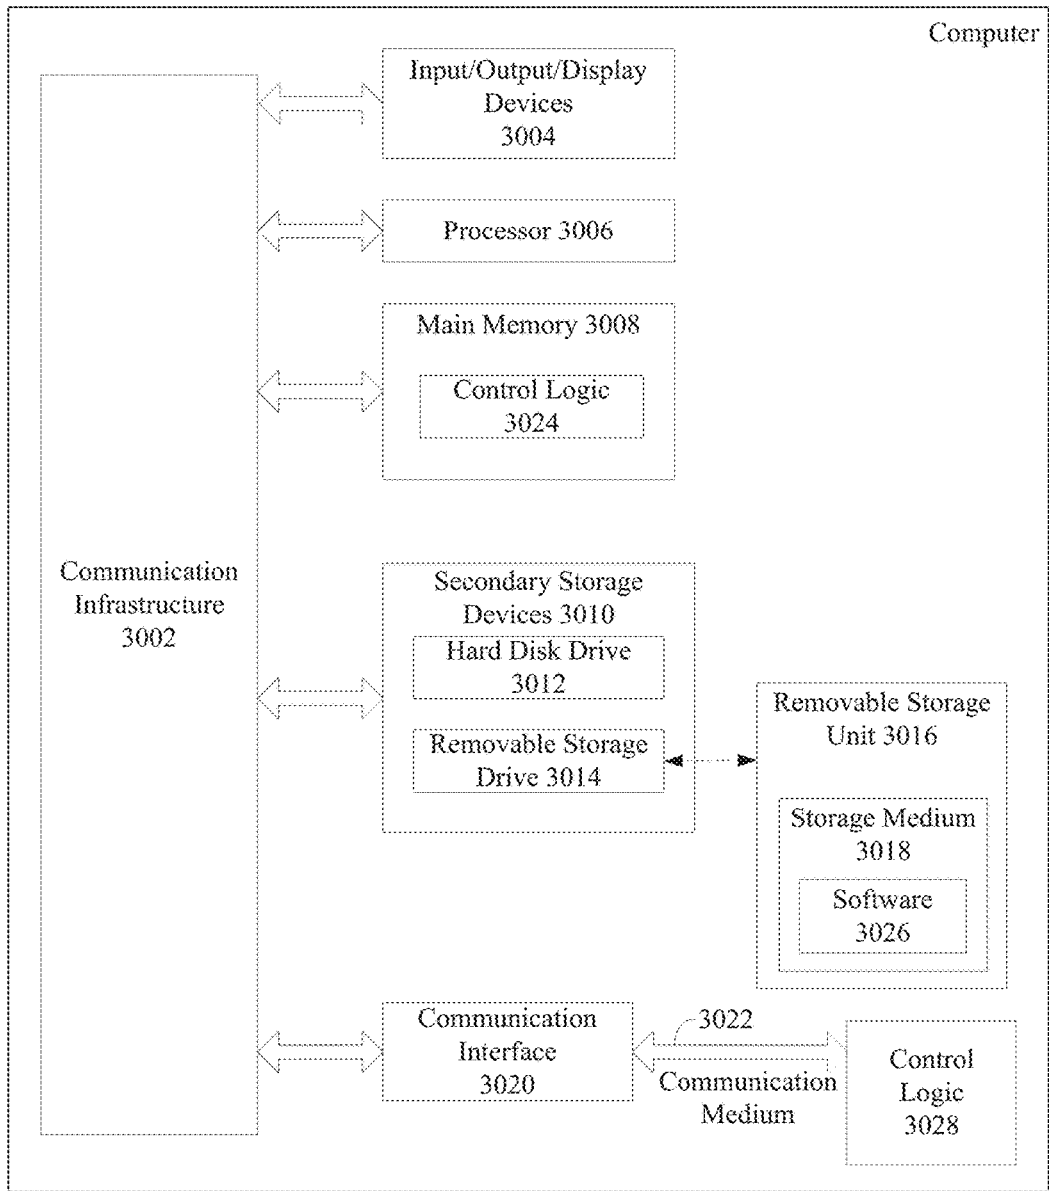 Computer
Input/Output/Display
Devices
3004
Processor 3006
Main Memory 3008
Control Logic
3024
Communication
Infrastructure
3002
Secondary Storage
Devices 3010
Hard Disk Drive
3012
Removable Storage
Drive 3014
Removable Storage
Unit 3016
Storage Medium
3018
Software
3026
Communication
Interface
3020
3022
Communication
Medium
Control
Logic
3028